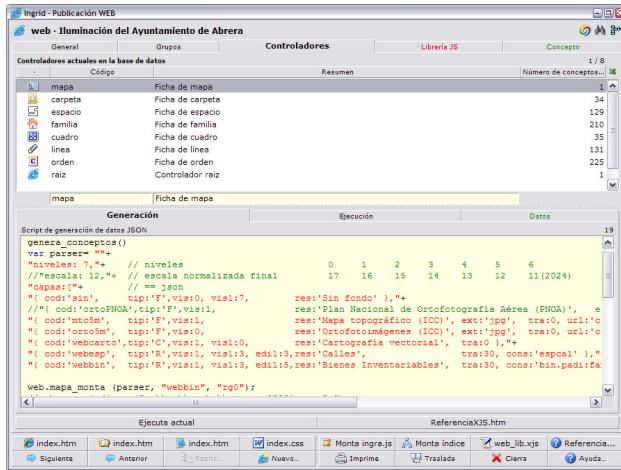 Ingrid - Publicación WEB
web - Iluminación del Ayuntamiento de Abrera
General Grupos Controladores Librería JS Concepto
Controladores actuales en la base de datos 1 / 8
· Código Resumen Número de conceptos...
mapa Ficha de mapa 1
carpeta Ficha de carpeta 34
espacio Ficha de espacio 129
familia Ficha de familia 210
cuadro Ficha de cuadro 35
linea Ficha de línea 131
orden Ficha de orden 225
raiz Controlador raiz 1
mapa Ficha de mapa
Generación Ejecución Datos
Script de generación de datos JSON 19
genera_conceptos()
var parser= ""+
"niveles: 7,"+ // niveles 0 1 2 3 4 5 6
//"escala: 12,"+ // escala normalizada final 17 16 15 14 13 12 11(2024)
"capas:["+ // == json
"{ cod:'sin', tip:'F',vis:0, visl:7, res:'Sin fondo' },"+
//"{ cod:'ortoPNOA',tip:'F',vis:1, res:'Plan Nacional de Ortofotografía Aérea (PNOA)', e
"{ cod:'mtc5m', tip:'F',vis:1, res:'Mapa topográfico (ICC)', ext:'jpg', tra:0, url:'c
"{ cod:'orto5m', tip:'F',vis:0, res:'Ortofotoimágenes (ICC)', ext:'jpg', tra:0, url:'c
"{ cod:'webcarto',tip:'C',vis:1, visl:0, res:'Cartografía vectorial', tra:0 },"+
"{ cod:'webesp', tip:'R',vis:1, visl:3, edil:3,res:'Calles', tra:30, cons:'espcal' },"
"{ cod:'webbin', tip:'R',vis:1, visl:3, edil:5,res:'Bienes Inventariables', tra:30, cons:'bin.padi:fa
web.mapa_monta (parser, "webbin", "rg0");
Ejecuta actual ReferenciaXJS.htm
index.htm index.htm index.htm index.css Monta ingra.js Monta índice web_lib.xjs Referencia...
Siguiente Anterior Repite.. Nuevo.. Imprime Traslada Cierra Ayuda..